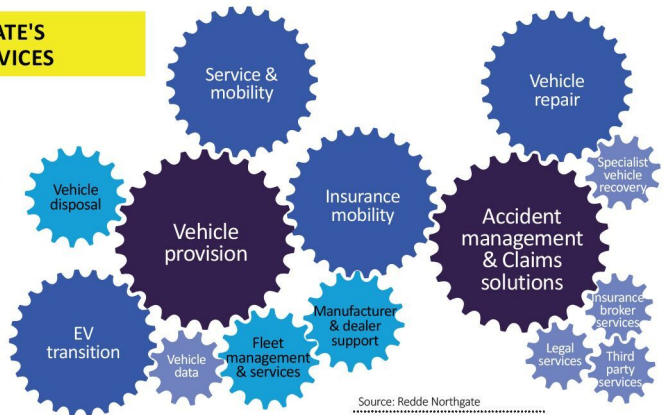 ATE'S
VICES
Service &
mobility
Vehicle
repair
Vehicle
disposal
Specialist
vehicle
recovery
Vehicle
provision
Insurance
mobility
Accident
management
& Claims
solutions
EV
transition
Vehicle
data
Fleet
management
& services
Manufacturer
& dealer
support
Insurance
broker
services
Legal
services
Third
party
services
Source: Redde Northgate